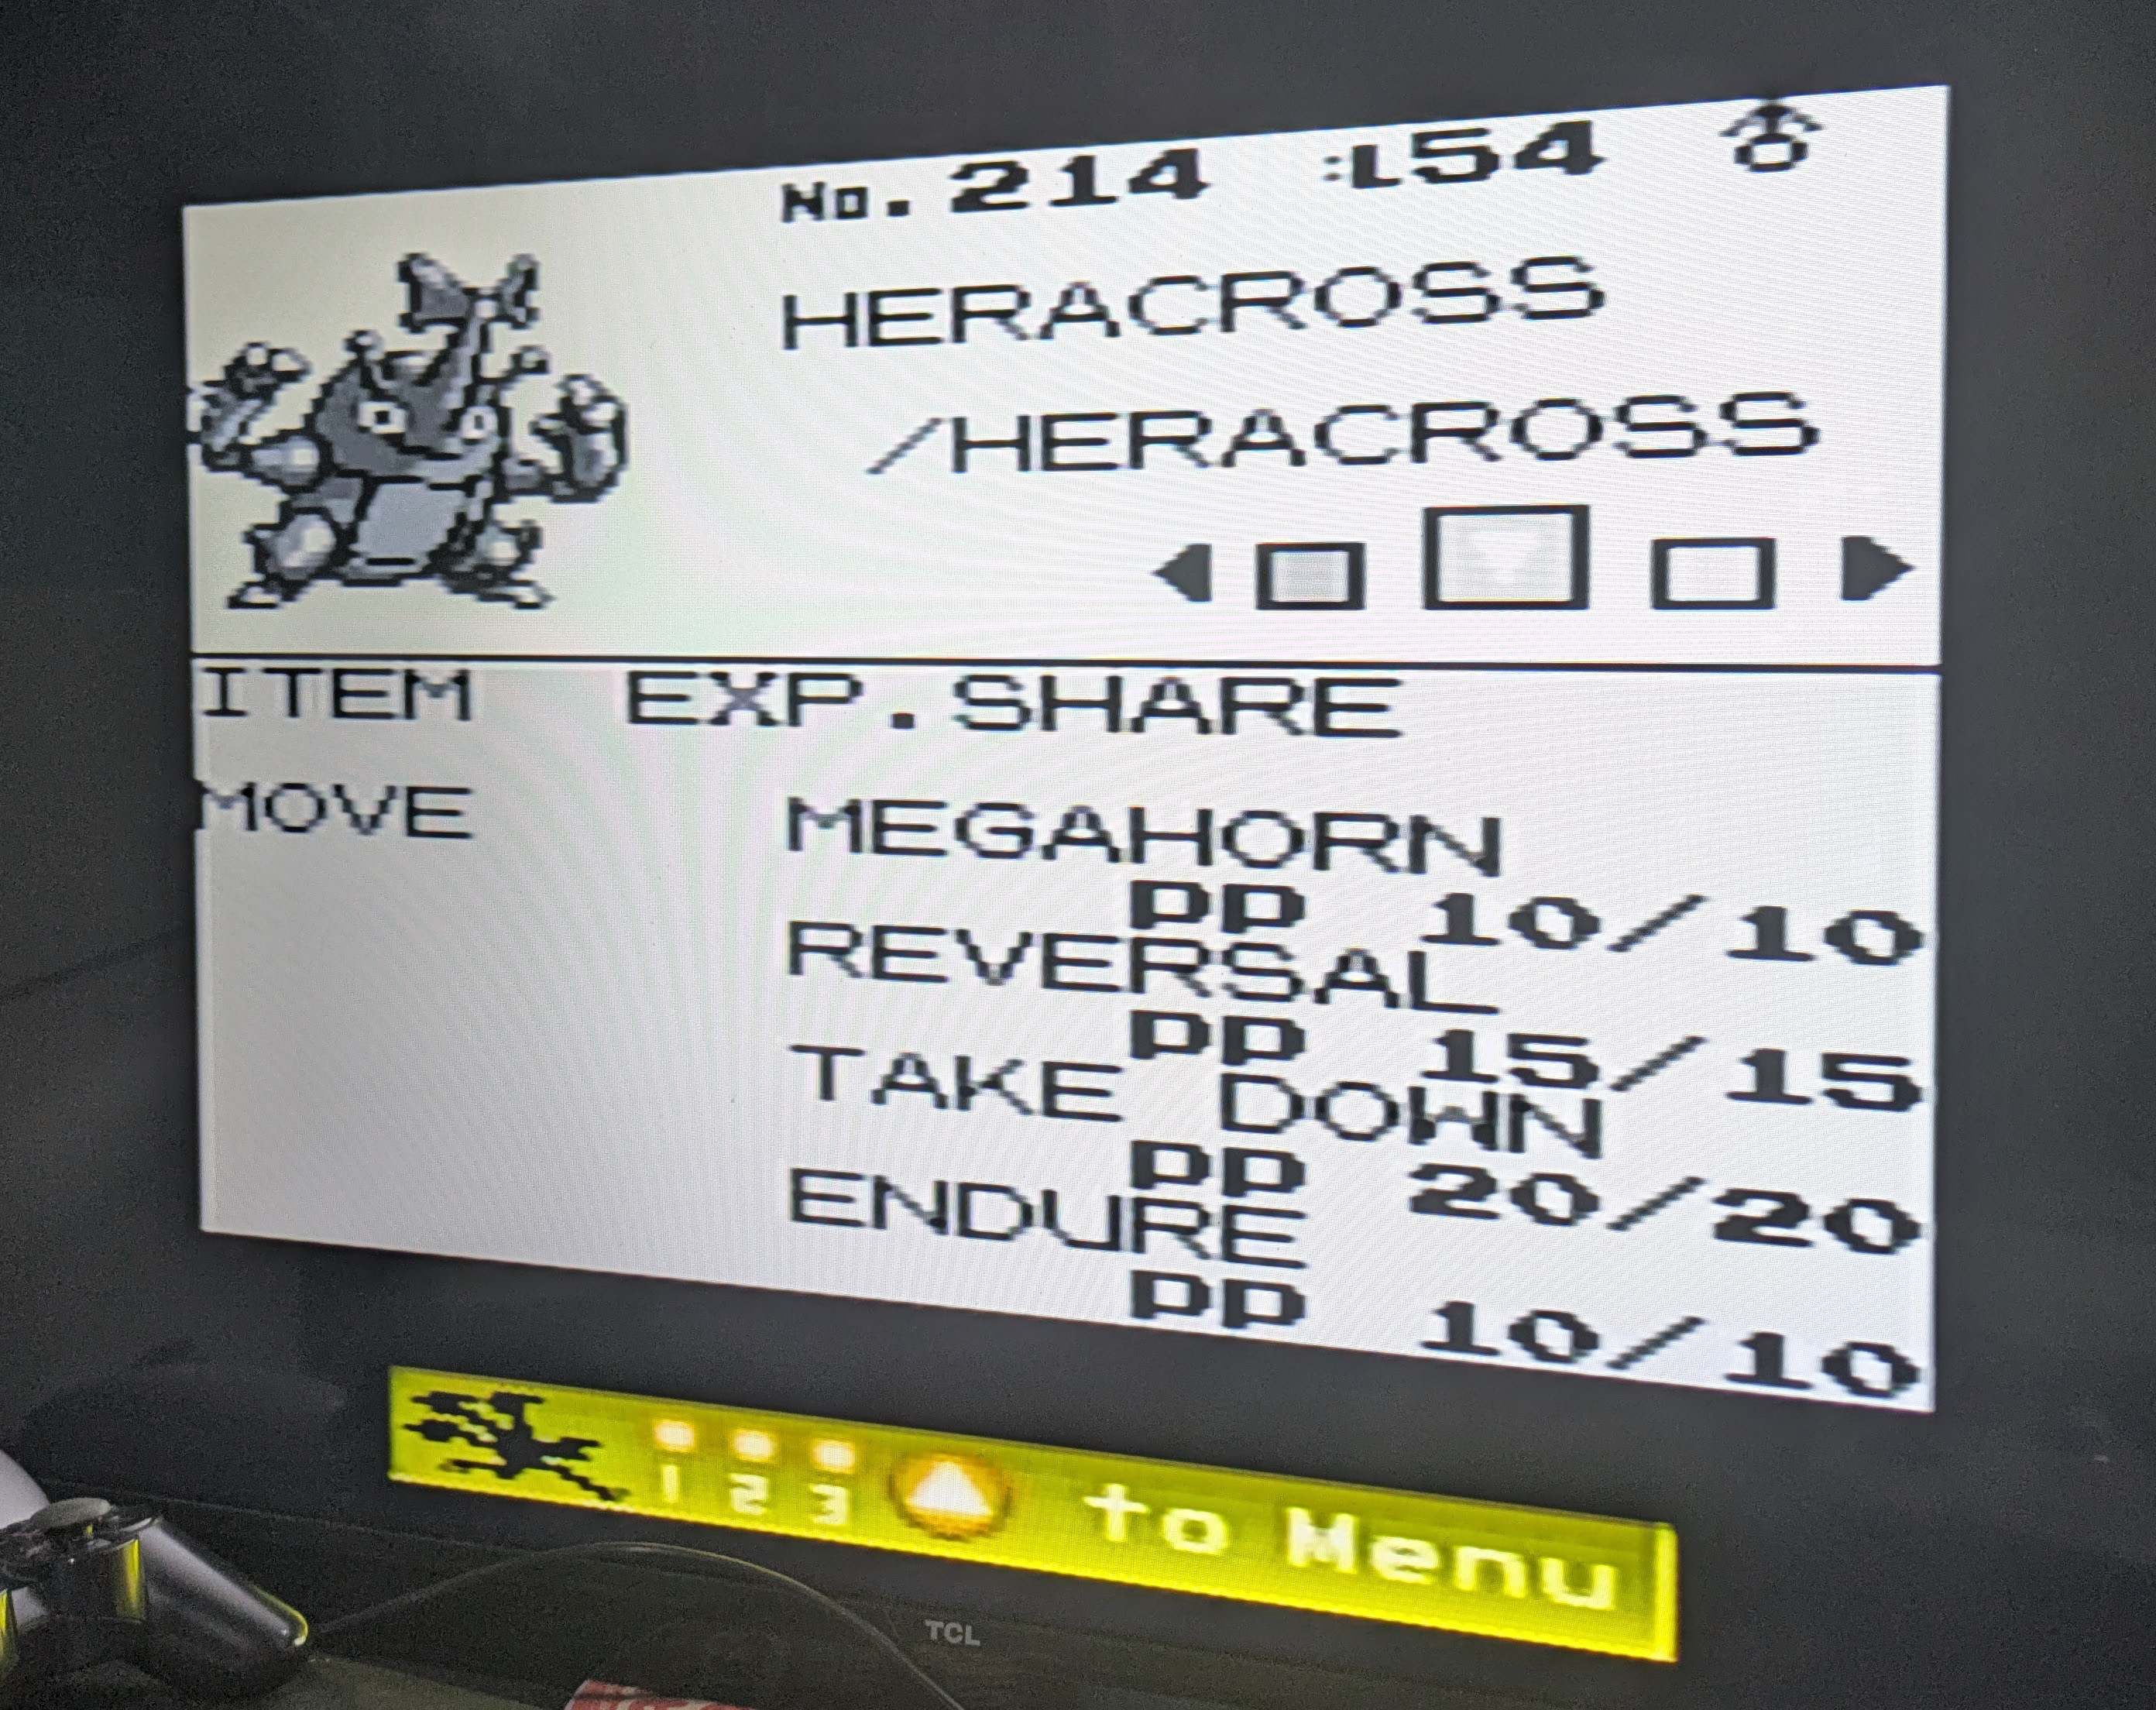 No.214 :L54 ♂
HERACROSS
/HERACROSS
ITEM EXP.SHARE
MOVE MEGAHORN
PP 10/10
REVERSAL
PP 15/15
TAKE DOWN
PP 20/20
ENDURE
PP 10/10
1 2 3 to Menu
TCL